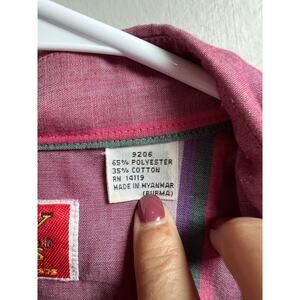 9206
65% POLYESTER
35% COTTON
RN 14119
MADE IN MYANMAR
(BURMA)